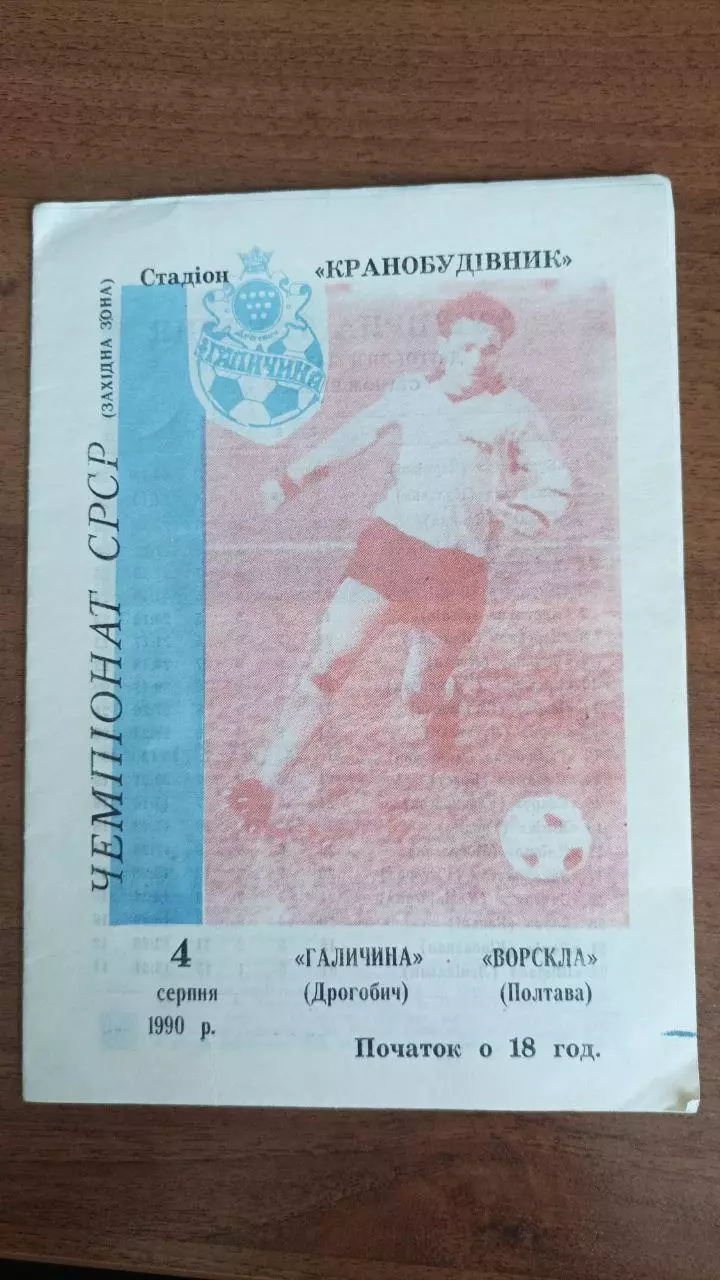 Стадіон «КРАНОБУДІВНИК»
ГАЛИЧИНА
ЧЕМПІОНАТ СРСР (ЗАХІДНА ЗОНА)
4 «ГАЛИЧИНА» - «ВОРСКЛА»
серпня (Дрогобич) (Полтава)
1990 р.
Початок о 18 год.